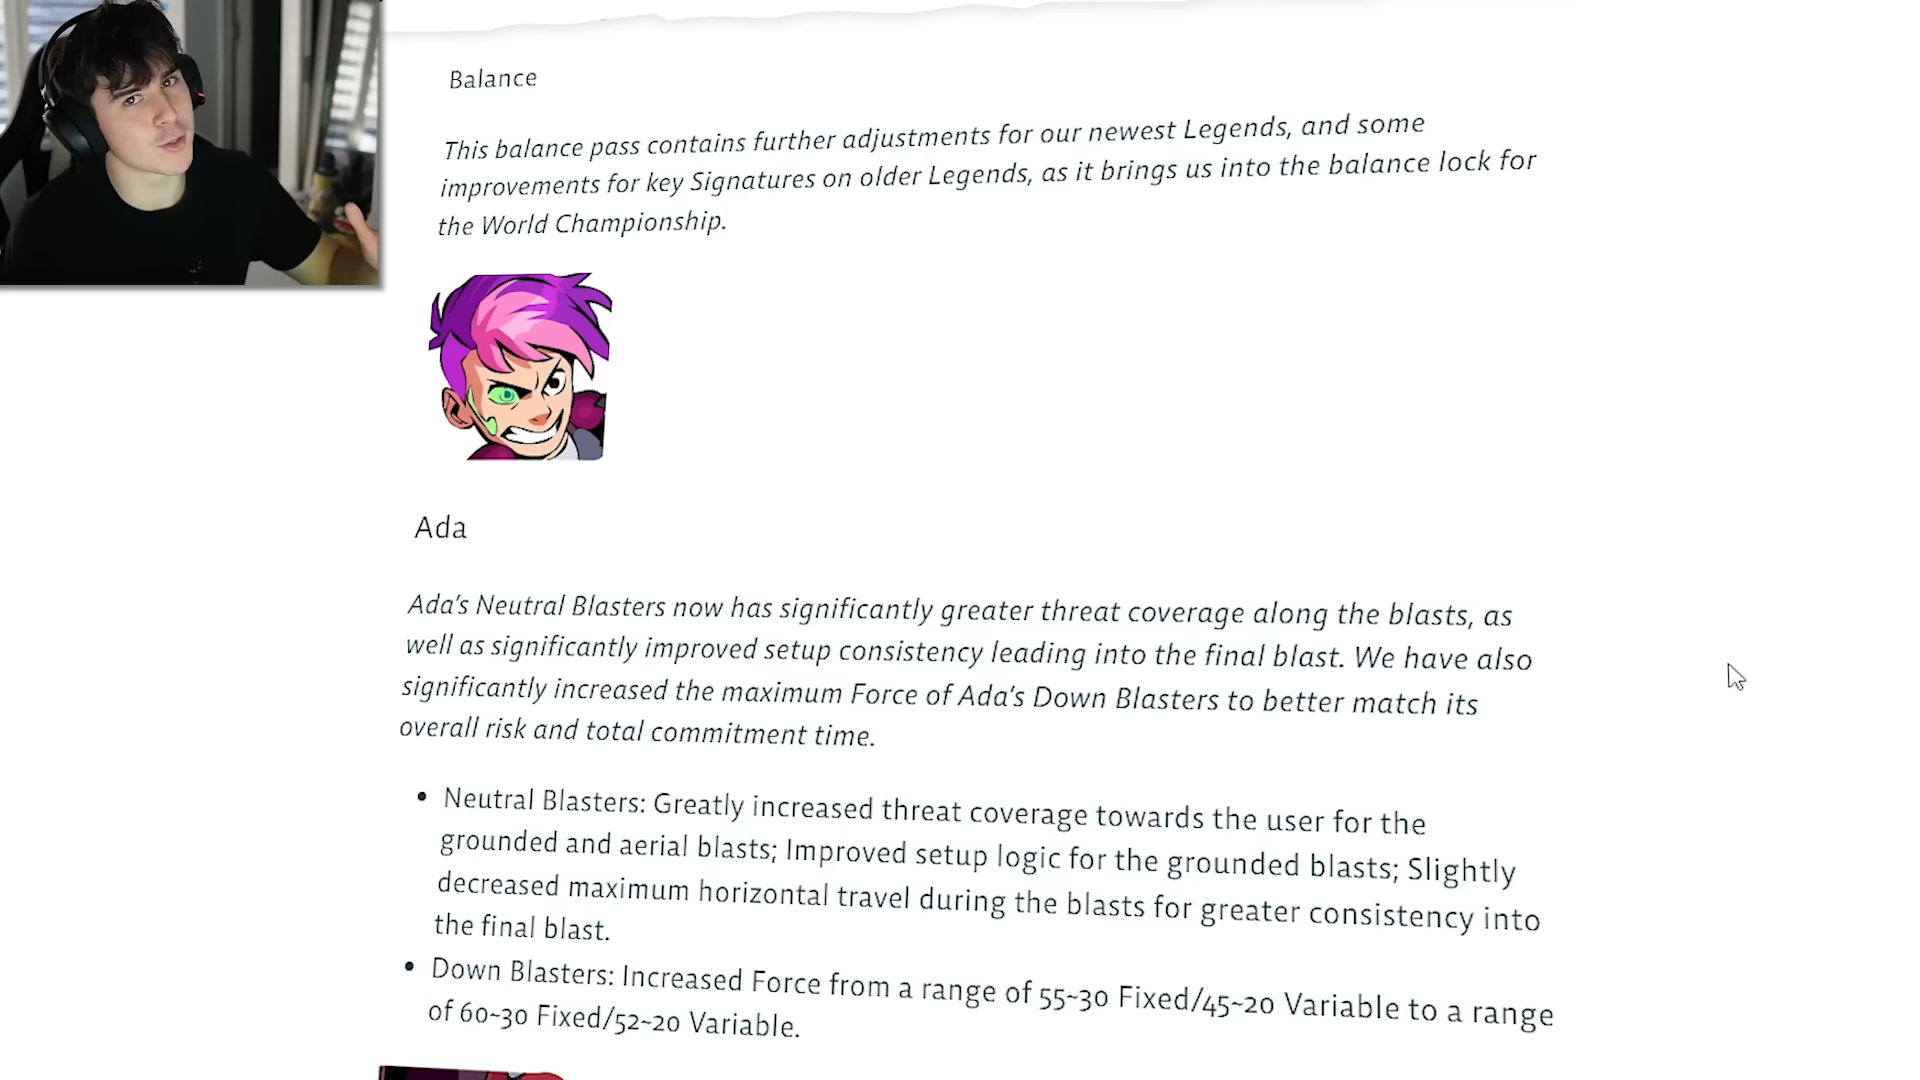 Balance
This balance pass contains further adjustments for our newest Legends, and some
improvements for key Signatures on older Legends, as it brings us into the balance lock for
the World Championship.
Ada
Ada's Neutral Blasters now has significantly greater threat coverage along the blasts, as
well as significantly improved setup consistency leading into the final blast. We have also
significantly increased the maximum Force of Ada's Down Blasters to better match its
overall risk and total commitment time.
• Neutral Blasters: Greatly increased threat coverage towards the user for the
grounded and aerial blasts; Improved setup logic for the grounded blasts; Slightly
decreased maximum horizontal travel during the blasts for greater consistency into
the final blast.
• Down Blasters: Increased Force from a range of 55~30 Fixed/45~20 Variable to a range
of 60~30 Fixed/52~20 Variable.